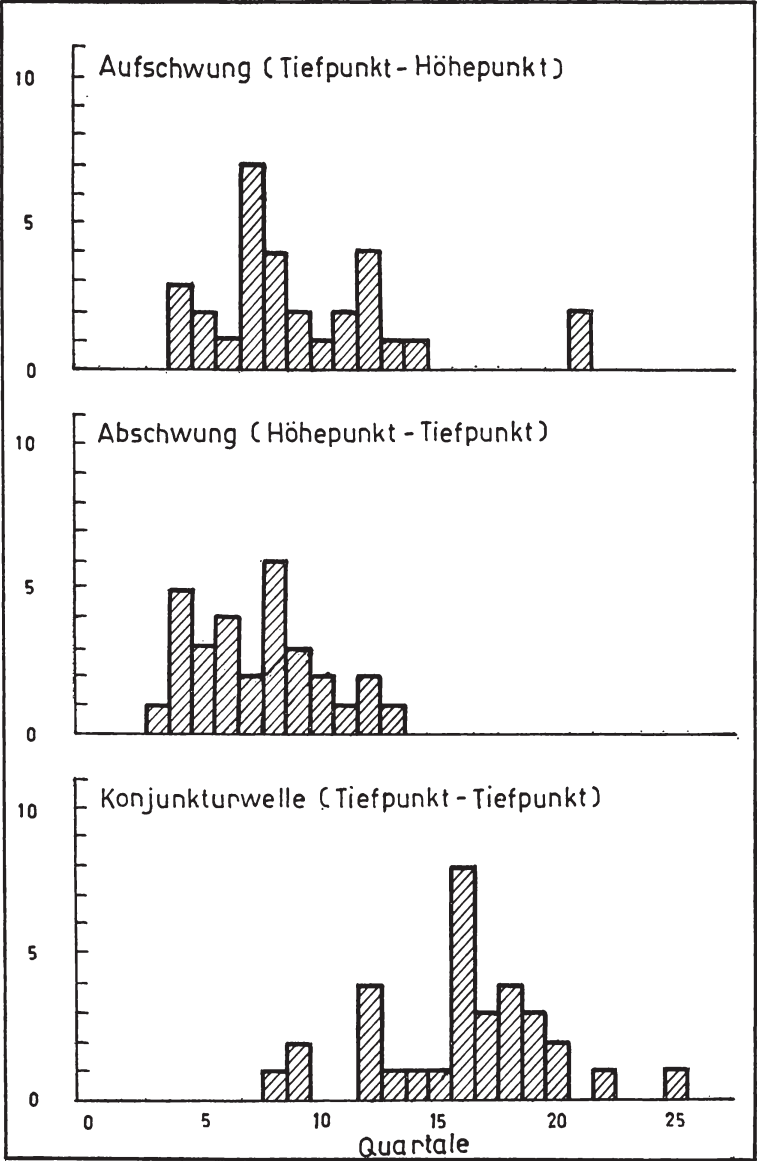 Aufschwung (Tiefpunkt - Höhepunkt)
10
5
0
Abschwung (Höhepunkt - Tiefpunkt)
10
5
0
Konjunkturwelle (Tiefpunkt - Tiefpunkt)
10
5
0
0 5 10 15 20 25
Quartale